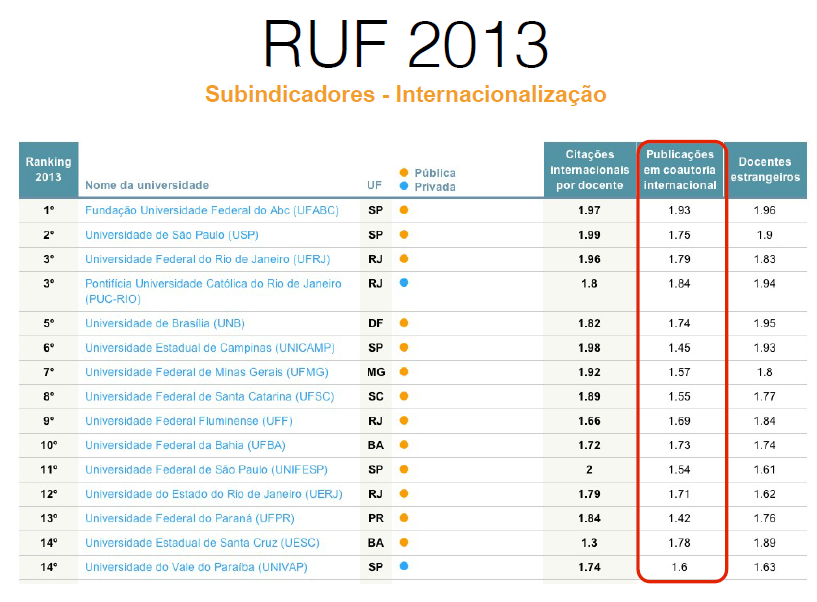 RUF 2013
Subindicadores - Internacionalização
Ranking 2013 Nome da universidade UF Pública Privada Citações internacionais por docente Publicações em coautoria internacional Docentes estrangeiros
1º Fundação Universidade Federal do Abc (UFABC) SP 1.97 1.93 1.96
2º Universidade de São Paulo (USP) SP 1.99 1.75 1.9
3º Universidade Federal do Rio de Janeiro (UFRJ) RJ 1.96 1.79 1.83
3º Pontifícia Universidade Católica do Rio de Janeiro (PUC-RIO) RJ 1.8 1.84 1.94
5º Universidade de Brasília (UNB) DF 1.82 1.74 1.95
6º Universidade Estadual de Campinas (UNICAMP) SP 1.98 1.45 1.93
7º Universidade Federal de Minas Gerais (UFMG) MG 1.92 1.57 1.8
8º Universidade Federal de Santa Catarina (UFSC) SC 1.89 1.55 1.77
9º Universidade Federal Fluminense (UFF) RJ 1.66 1.69 1.84
10º Universidade Federal da Bahia (UFBA) BA 1.72 1.73 1.74
11º Universidade Federal de São Paulo (UNIFESP) SP 2 1.54 1.61
12º Universidade do Estado do Rio de Janeiro (UERJ) RJ 1.79 1.71 1.62
13º Universidade Federal do Paraná (UFPR) PR 1.84 1.42 1.76
14º Universidade Estadual de Santa Cruz (UESC) BA 1.3 1.78 1.89
14º Universidade do Vale do Paraíba (UNIVAP) SP 1.74 1.6 1.63